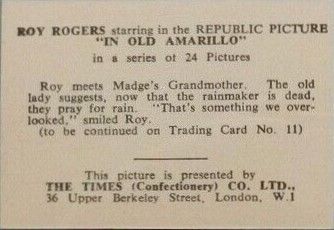 ROY ROGERS starring in the REPUBLIC PICTURE
"IN OLD AMARILLO"
in a series of 24 Pictures
Roy meets Madge's Grandmother. The old
lady suggests, now that the rainmaker is dead,
they pray for rain. "That's something we over-
looked," smiled Roy.
(to be continued on Trading Card No. 11)
This picture is presented by
THE TIMES (Confectionery) CO. LTD.,
36 Upper Berkeley Street, London, W.1